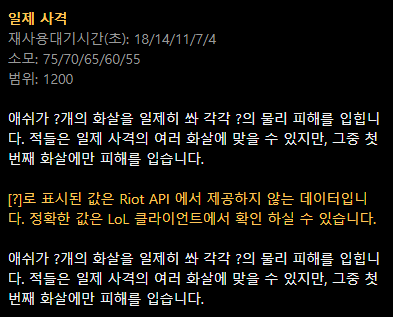 일제 사격
재사용대기시간(초): 18/14/11/7/4
소모: 75/70/65/60/55
범위: 1200
애쉬가 ?개의 화살을 일제히 쏴 각각 ?의 물리 피해를 입힙니
다. 적들은 일제 사격의 여러 화살에 맞을 수 있지만, 그중 첫
번째 화살에만 피해를 입습니다.
[?]로 표시된 값은 Riot API 에서 제공하지 않는 데이터입니
다. 정확한 값은 LoL 클라이언트에서 확인 하실 수 있습니다.
애쉬가 ?개의 화살을 일제히 쏴 각각 ?의 물리 피해를 입힙니
다. 적들은 일제 사격의 여러 화살에 맞을 수 있지만, 그중 첫
번째 화살에만 피해를 입습니다.